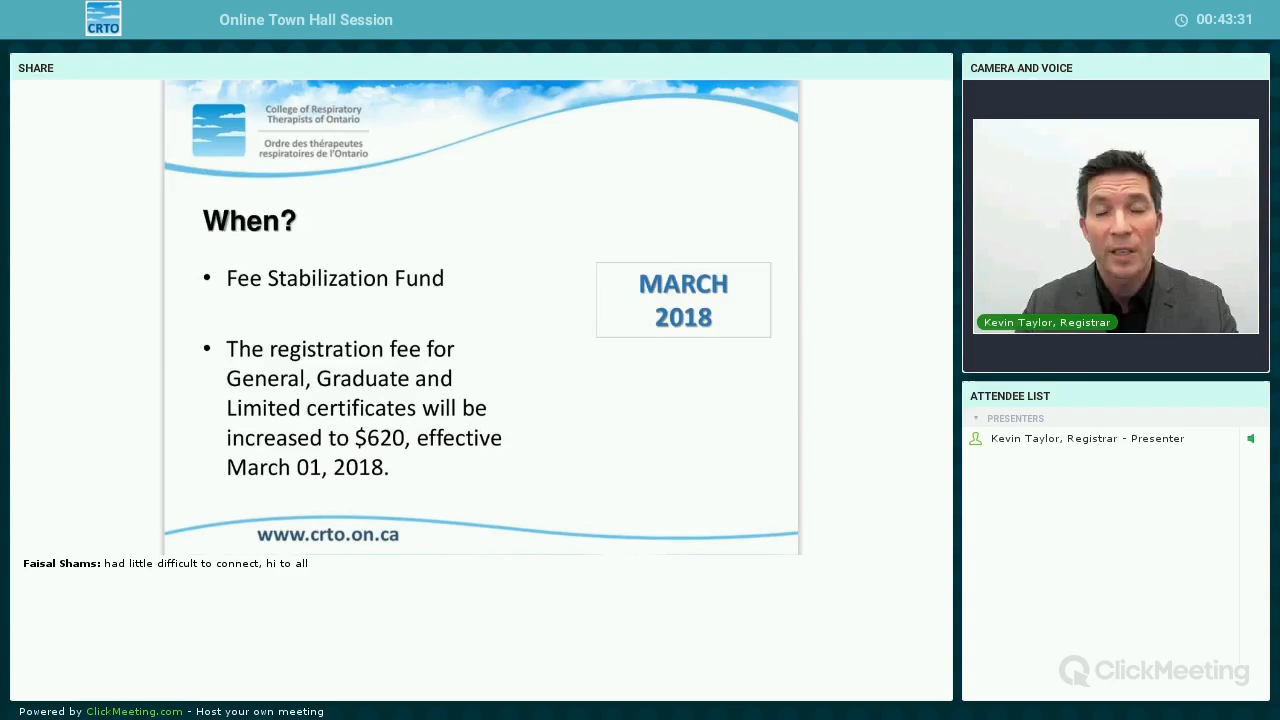 CRTO
Online Town Hall Session
00:43:31
SHARE
College of Respiratory
Therapists of Ontario
Ordre des thérapeutes
respiratoires de l'Ontario
When?
• Fee Stabilization Fund
MARCH
2018
• The registration fee for
General, Graduate and
Limited certificates will be
increased to $620, effective
March 01, 2018.
www.crto.on.ca
Faisal Shams: had little difficult to connect, hi to all
CAMERA AND VOICE
Kevin Taylor, Registrar
ATTENDEE LIST
PRESENTERS
Kevin Taylor, Registrar - Presenter
ClickMeeting
Powered by ClickMeeting.com - Host your own meeting